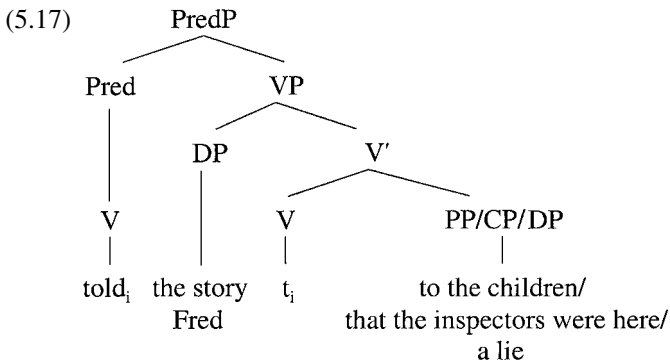 (5.17) PredP
Pred VP
DP V′
V V PP/CP/DP
told_i the story t_i to the children/
Fred that the inspectors were here/
a lie